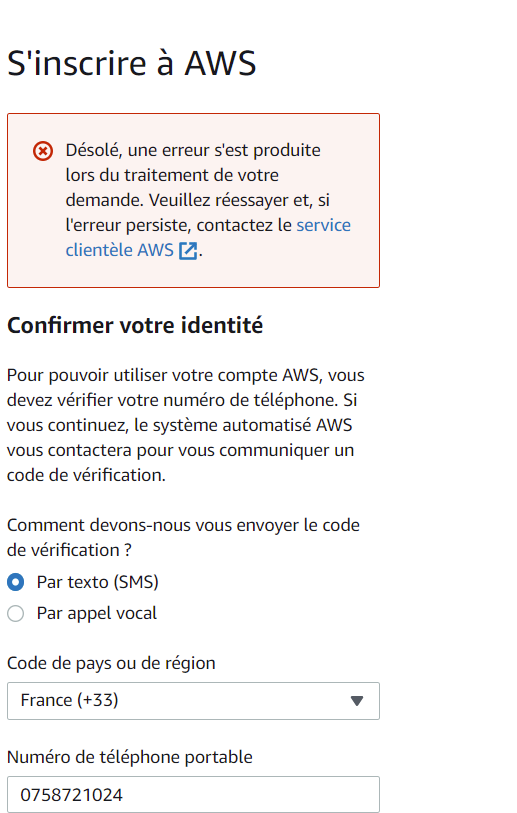 S'inscrire à AWS
Désolé, une erreur s'est produite
lors du traitement de votre
demande. Veuillez réessayer et, si
l'erreur persiste, contactez le service
clientèle AWS.
Confirmer votre identité
Pour pouvoir utiliser votre compte AWS, vous
devez vérifier votre numéro de téléphone. Si
vous continuez, le système automatisé AWS
vous contactera pour vous communiquer un
code de vérification.
Comment devons-nous vous envoyer le code
de vérification ?
Par texto (SMS)
Par appel vocal
Code de pays ou de région
France (+33)
Numéro de téléphone portable
0758721024